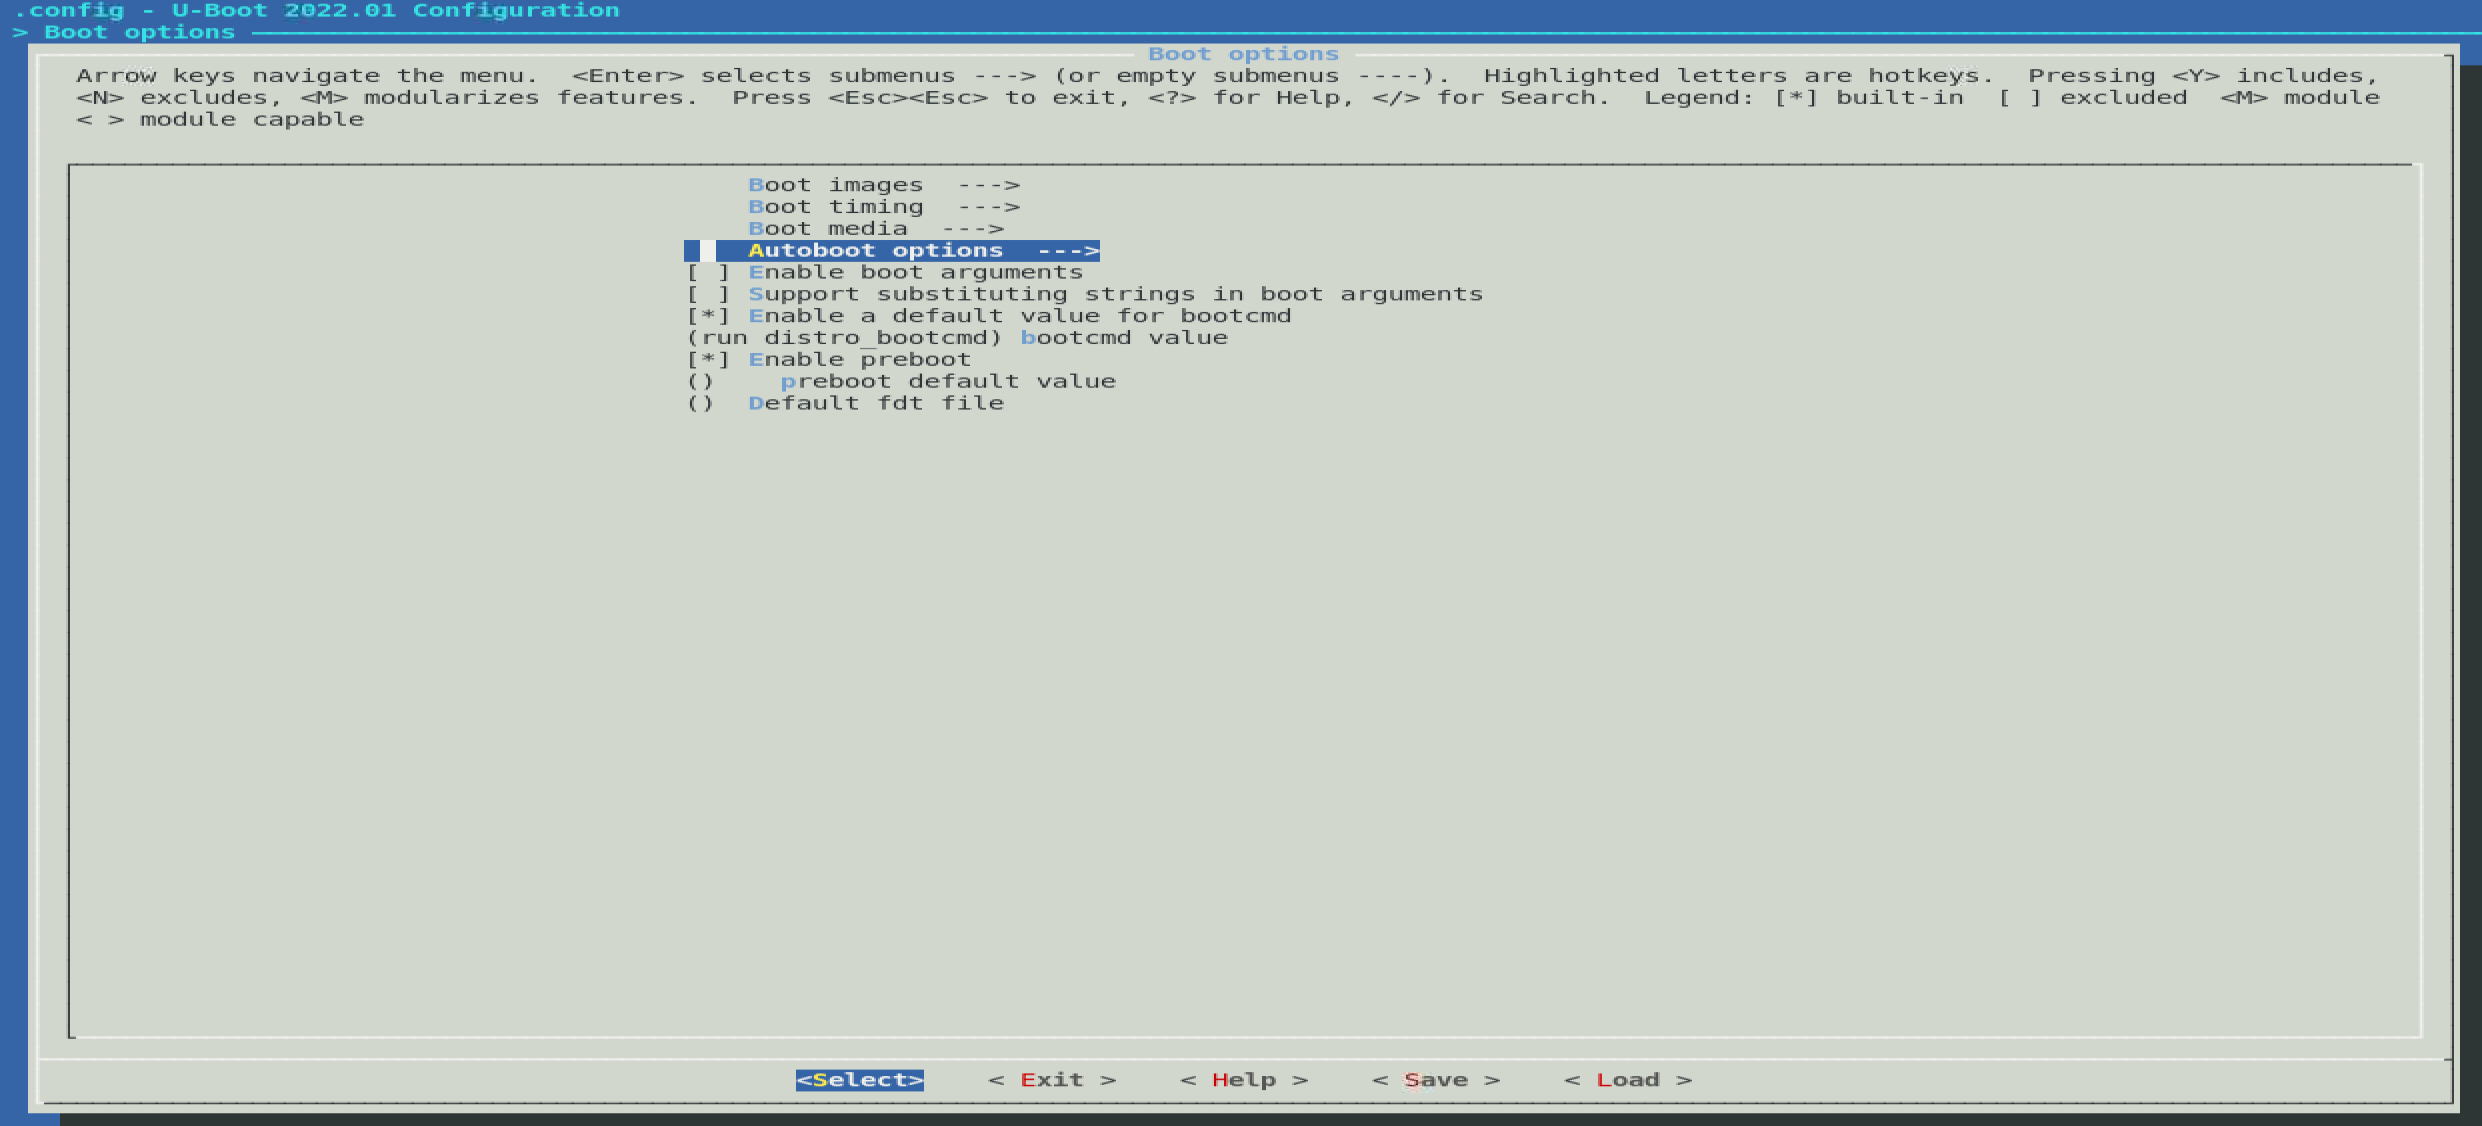 .config - U-Boot 2022.01 Configuration
> Boot options
Boot options
Arrow keys navigate the menu.  <Enter> selects submenus ---> (or empty submenus ----).  Highlighted letters are hotkeys.  Pressing <Y> includes,
<N> excludes, <M> modularizes features.  Press <Esc><Esc> to exit, <?> for Help, </> for Search.  Legend: [*] built-in  [ ] excluded  <M> module
< > module capable
Boot images  --->
Boot timing  --->
Boot media  --->
Autoboot options  --->
[ ] Enable boot arguments
[ ] Support substituting strings in boot arguments
[*] Enable a default value for bootcmd
(run distro_bootcmd) bootcmd value
[*] Enable preboot
()    preboot default value
()  Default fdt file
<Select>    < Exit >    < Help >    < Save >    < Load >